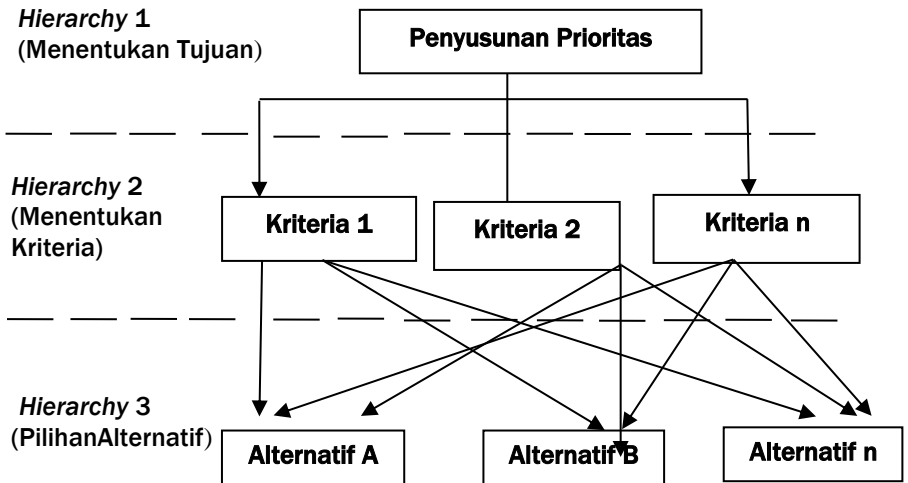 Hierarchy 1
(Menentukan Tujuan)
Penyusunan Prioritas
Hierarchy 2
(Menentukan
Kriteria)
Kriteria 1
Kriteria 2
Kriteria n
Hierarchy 3
(PilihanAlternatif)
Alternatif A
Alternatif B
Alternatif n